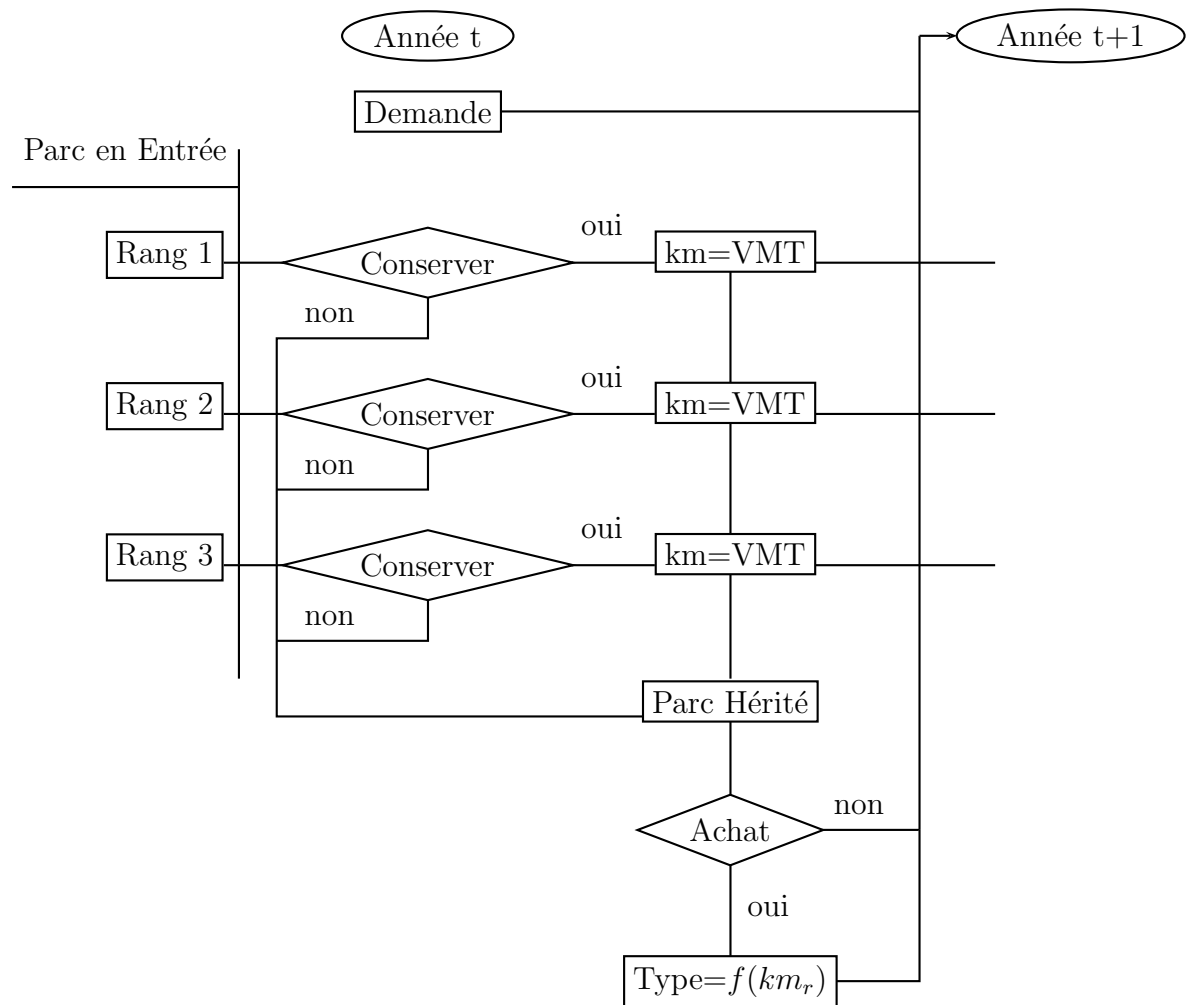 Année t
Année t+1
Demande
Parc en Entrée
oui
Rang 1
Conserver
km=VMT
non
oui
Rang 2
Conserver
km=VMT
non
oui
Rang 3
Conserver
km=VMT
non
Parc Hérité
non
Achat
oui
Type=f(km_r)